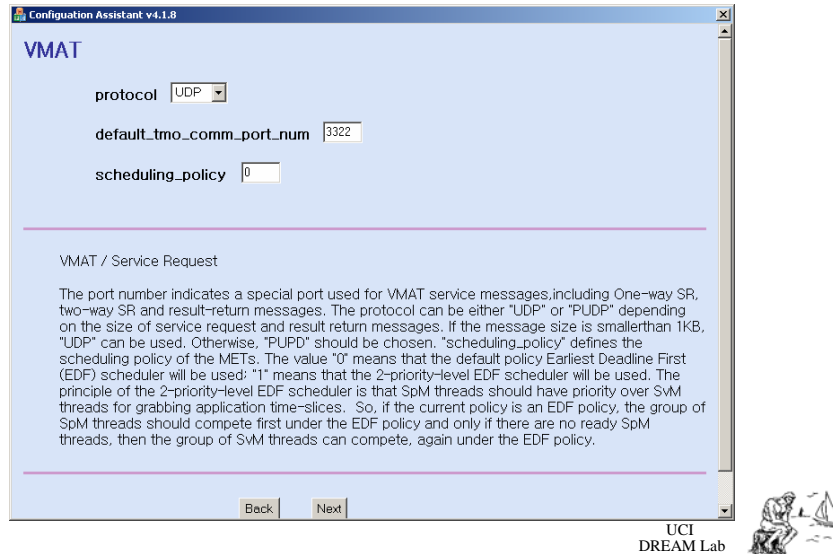 Configuation Assistant v4.1.8
VMAT
protocol UDP
default_tmo_comm_port_num 3322
scheduling_policy 0
VMAT / Service Request
The port number indicates a special port used for VMAT service messages,including One-way SR,
two-way SR and result-return messages. The protocol can be either "UDP" or "PUDP" depending
on the size of service request and result return messages. If the message size is smallerthan 1KB,
"UDP" can be used. Otherwise, "PUPD" should be chosen. "scheduling_policy" defines the
scheduling policy of the METs. The value "0" means that the default policy Earliest Deadline First
(EDF) scheduler will be used; "1" means that the 2-priority-level EDF scheduler will be used. The
principle of the 2-priority-level EDF scheduler is that SpM threads should have priority over SvM
threads for grabbing application time-slices. So, if the current policy is an EDF policy, the group of
SpM threads should compete first under the EDF policy and only if there are no ready SpM
threads, then the group of SvM threads can compete, again under the EDF policy.
Back Next
UCI
DREAM Lab